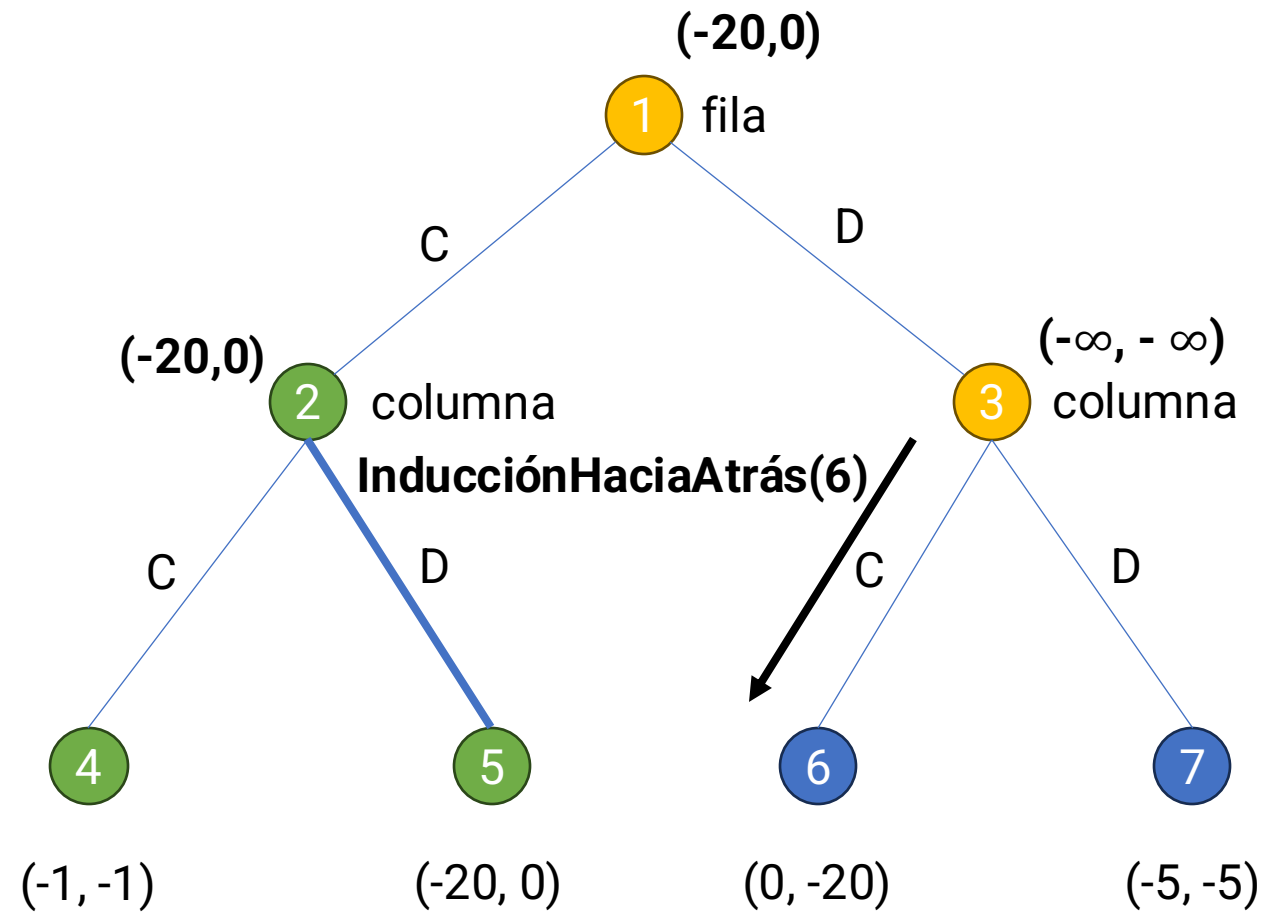 (-20,0)
1 fila
C
D
(-20,0)
(-∞, - ∞)
2 columna
3 columna
InducciónHaciaAtrás(6)
C
D
C
D
4
5
6
7
(-1, -1)
(-20, 0)
(0, -20)
(-5, -5)